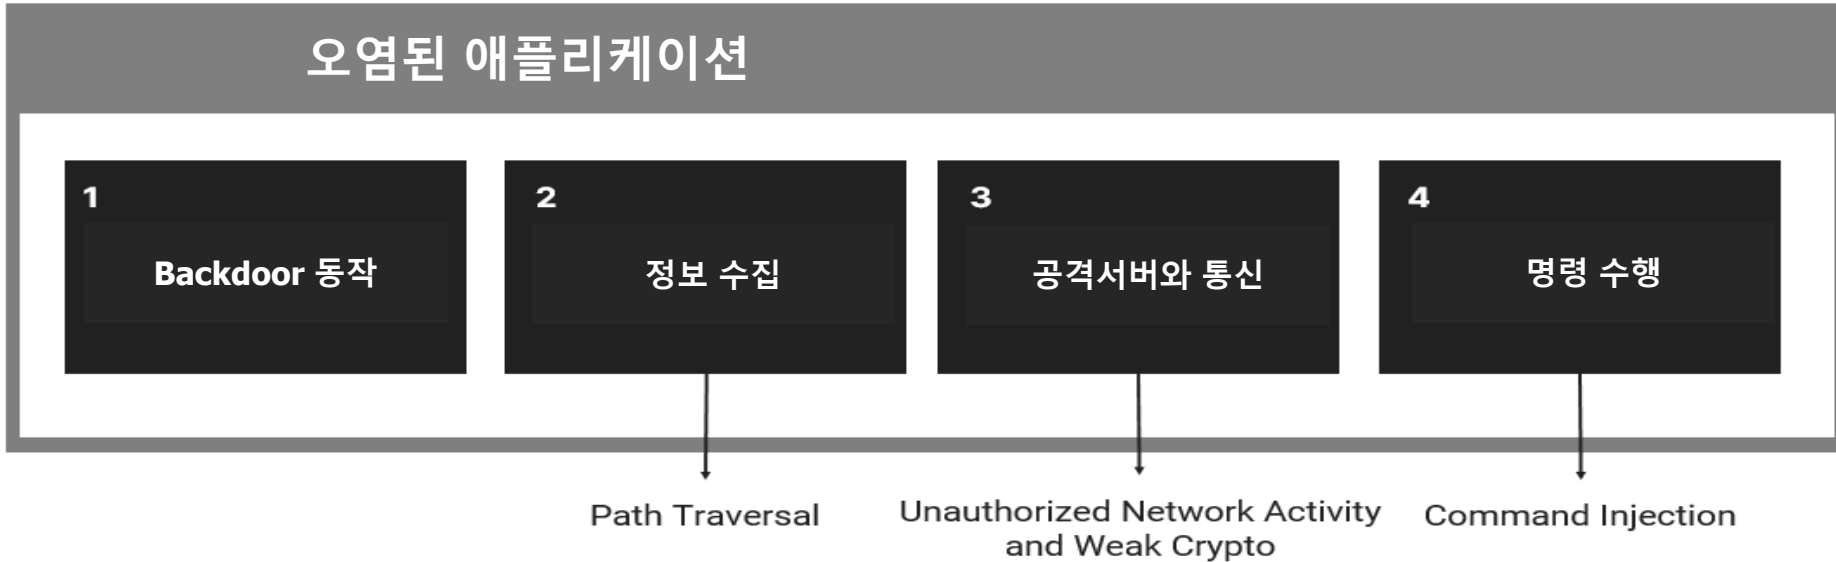 오염된 애플리케이션
1
Backdoor 동작
2
정보 수집
3
공격서버와 통신
4
명령 수행
Path Traversal
Unauthorized Network Activity
and Weak Crypto
Command Injection